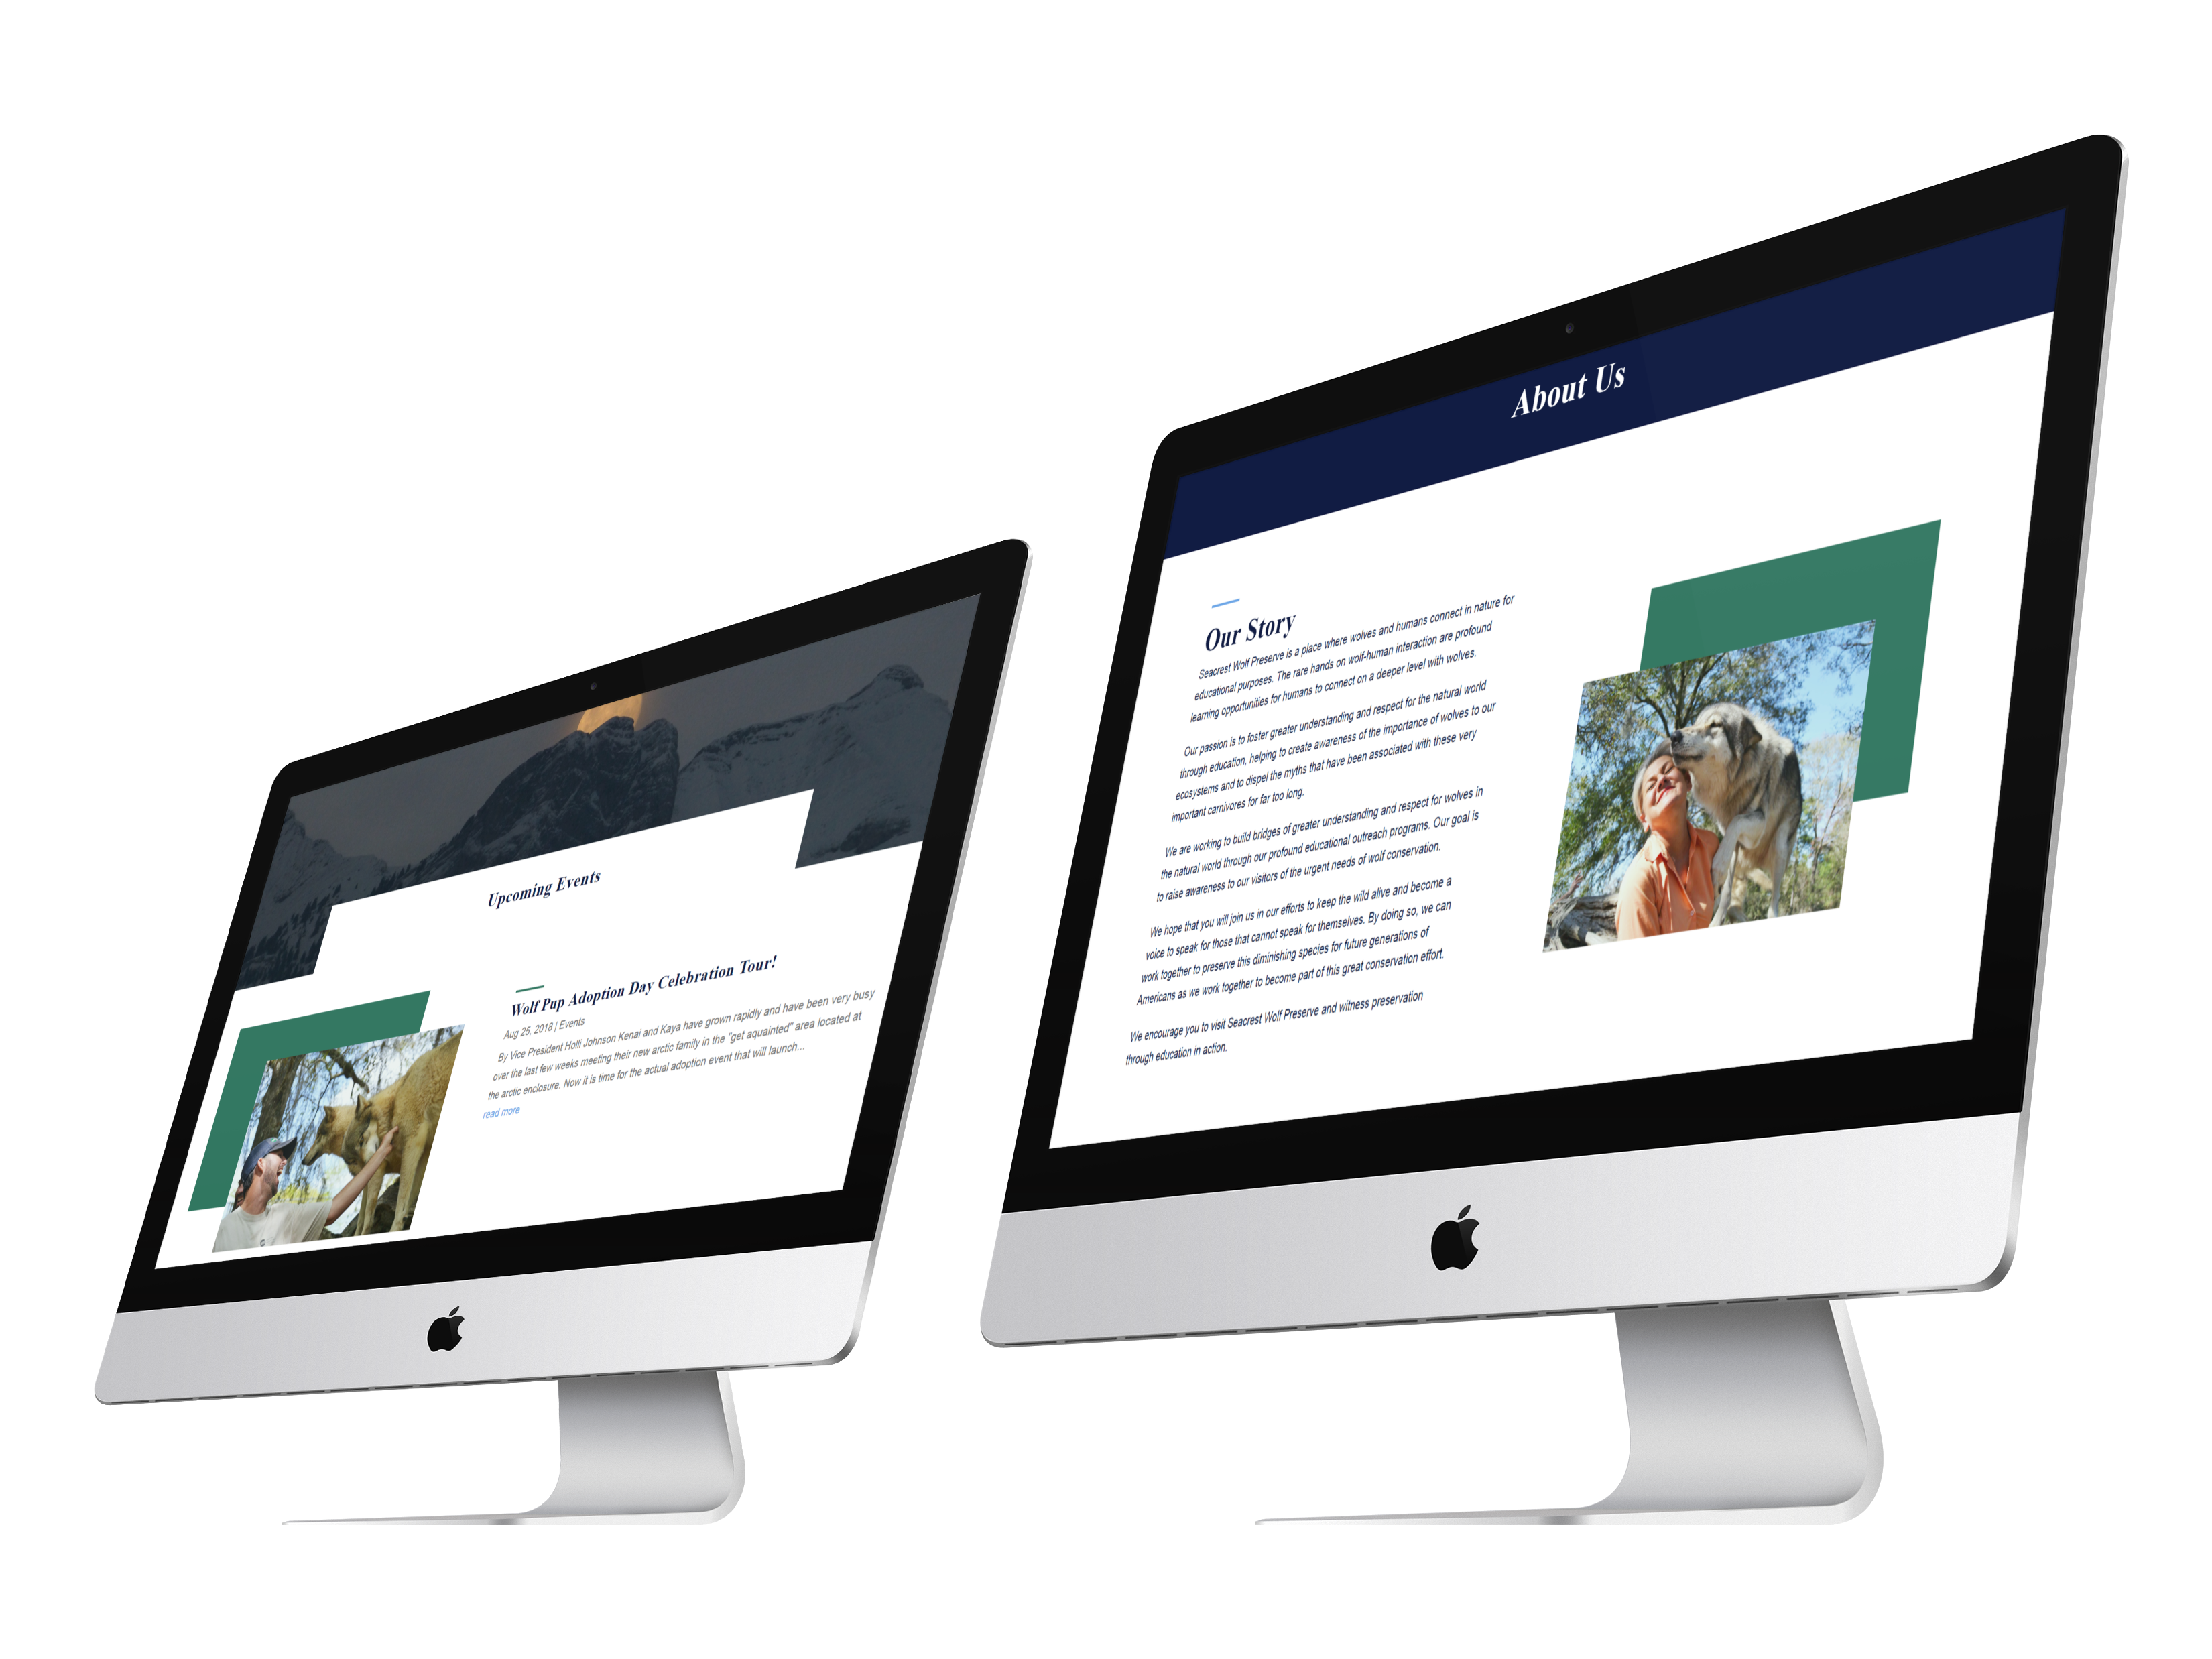 Upcoming Events
Wolf Pup Adoption Day Celebration Tour!
Aug 25, 2018 | Events
By Vice President Holli Johnson Kenai and Kaya have grown rapidly and have been very busy
over the last few weeks meeting their new arctic family in the "get aquainted" area located at
the arctic enclosure. Now it is time for the actual adoption event that will launch...
read more
About Us
Our Story
Seacrest Wolf Preserve is a place where wolves and humans connect in nature for
educational purposes. The rare hands on wolf-human interaction are profound
learning opportunities for humans to connect on a deeper level with wolves.
Our passion is to foster greater understanding and respect for the natural world
through education, helping to create awareness of the importance of wolves to our
ecosystems and to dispel the myths that have been associated with these very
important carnivores for far too long.
We are working to build bridges of greater understanding and respect for wolves in
the natural world through our profound educational outreach programs. Our goal is
to raise awareness to our visitors of the urgent needs of wolf conservation.
We hope that you will join us in our efforts to keep the wild alive and become a
voice to speak for those that cannot speak for themselves. By doing so, we can
work together to preserve this diminishing species for future generations of
Americans as we work together to become part of this great conservation effort.
We encourage you to visit Seacrest Wolf Preserve and witness preservation
through education in action.